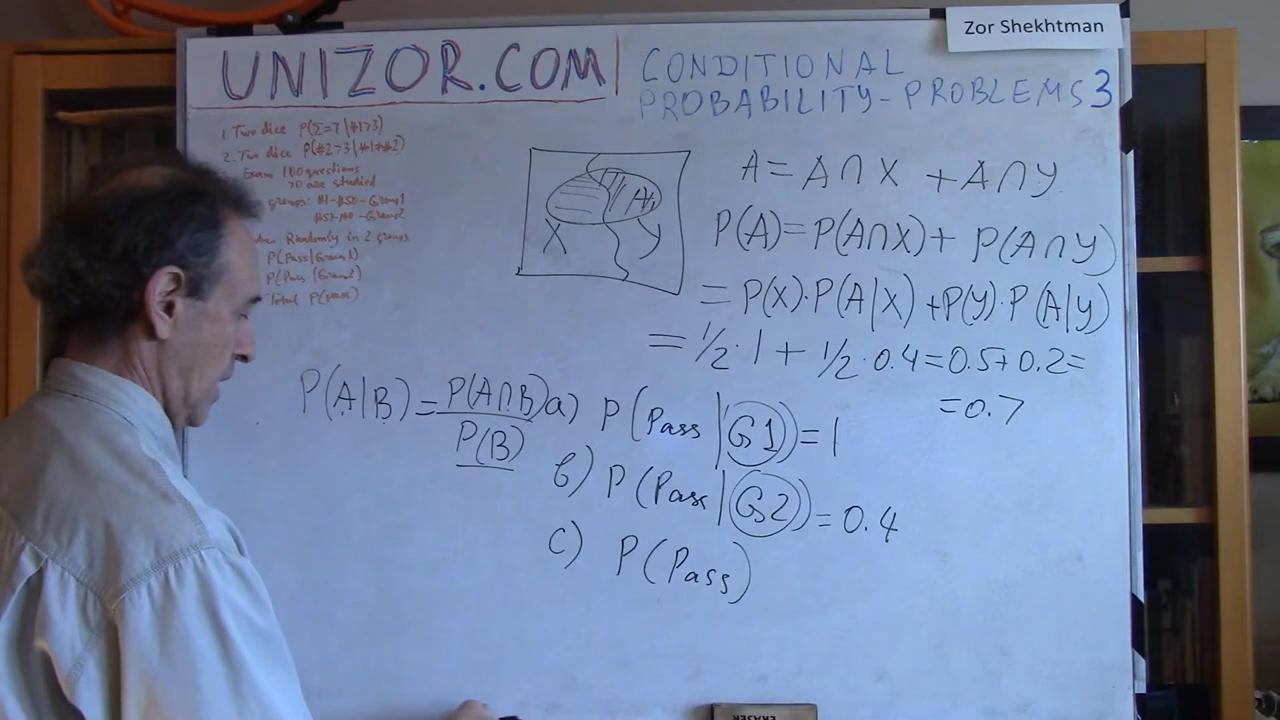 Zor Shekhtman
UNIZOR.COM
CONDITIONAL
PROBABILITY - PROBLEMS 3
1. Two dice P(Σ=7|#1>3)
2. Two dice P(#2>3|#1≠#2)
Exam 100 questions
70 are studied
groups: #1-#50 - Group1
#51-#100 - Group2
Randomly in 2 groups
P(Pass|Group1)
P(Pass|Group2)
Total P(pass)
X A Y
A = A∩X + A∩Y
P(A) = P(A∩X) + P(A∩Y)
= P(X)·P(A|X) + P(Y)·P(A|Y)
= 1/2·1 + 1/2·0.4 = 0.5 + 0.2 =
= 0.7
P(A|B) = P(A∩B)
P(B)
a) P(Pass|G1) = 1
b) P(Pass|G2) = 0.4
c) P(Pass)
ERASER